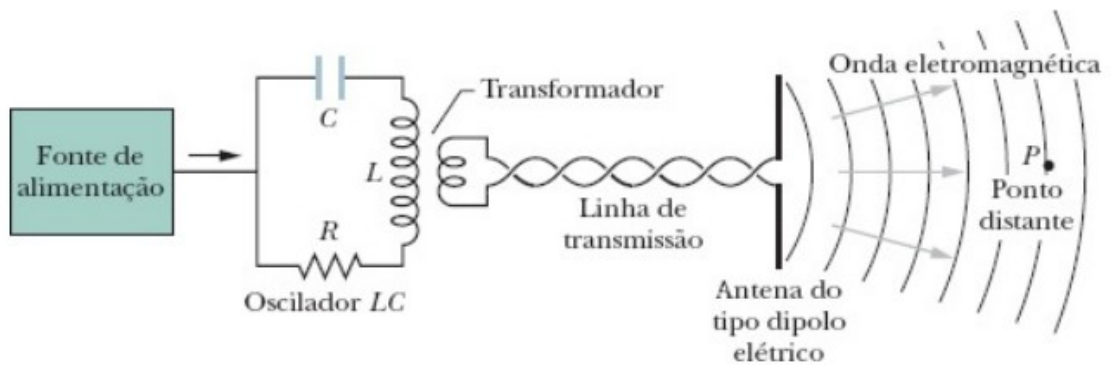 Fonte de
alimentação
C
L
R
Oscilador LC
Transformador
Linha de
transmissão
Antena do
tipo dipolo
elétrico
Onda eletromagnética
P
Ponto
distante